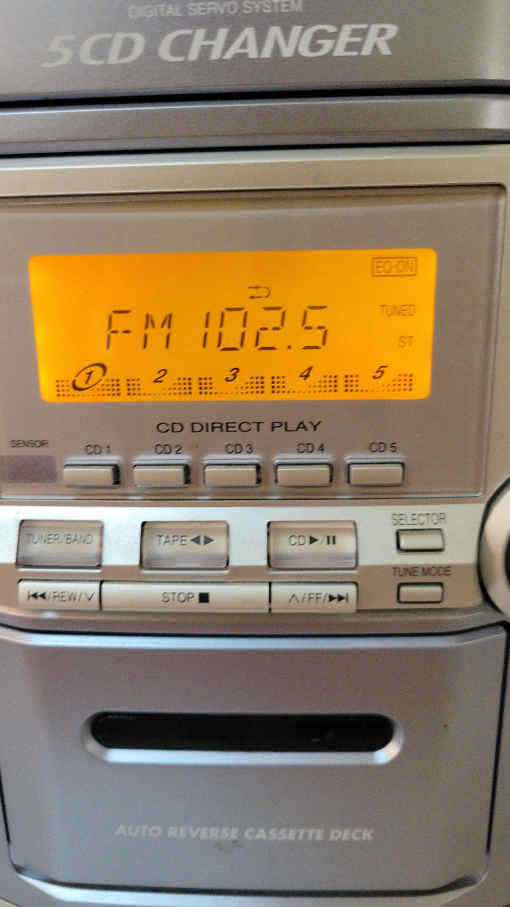 DIGITAL SERVO SYSTEM
5 CD CHANGER
EQ-ON
FM 102.5
TUNED
ST
1 2 3 4 5
CD DIRECT PLAY
SENSOR
CD 1 CD 2 CD 3 CD 4 CD 5
SELECTOR
TUNER/BAND TAPE ◀ ▶ CD ▶/⏸
TUNE MODE
⏮/REW/∨ STOP ■ ∧/FF/⏭
AUTO REVERSE CASSETTE DECK